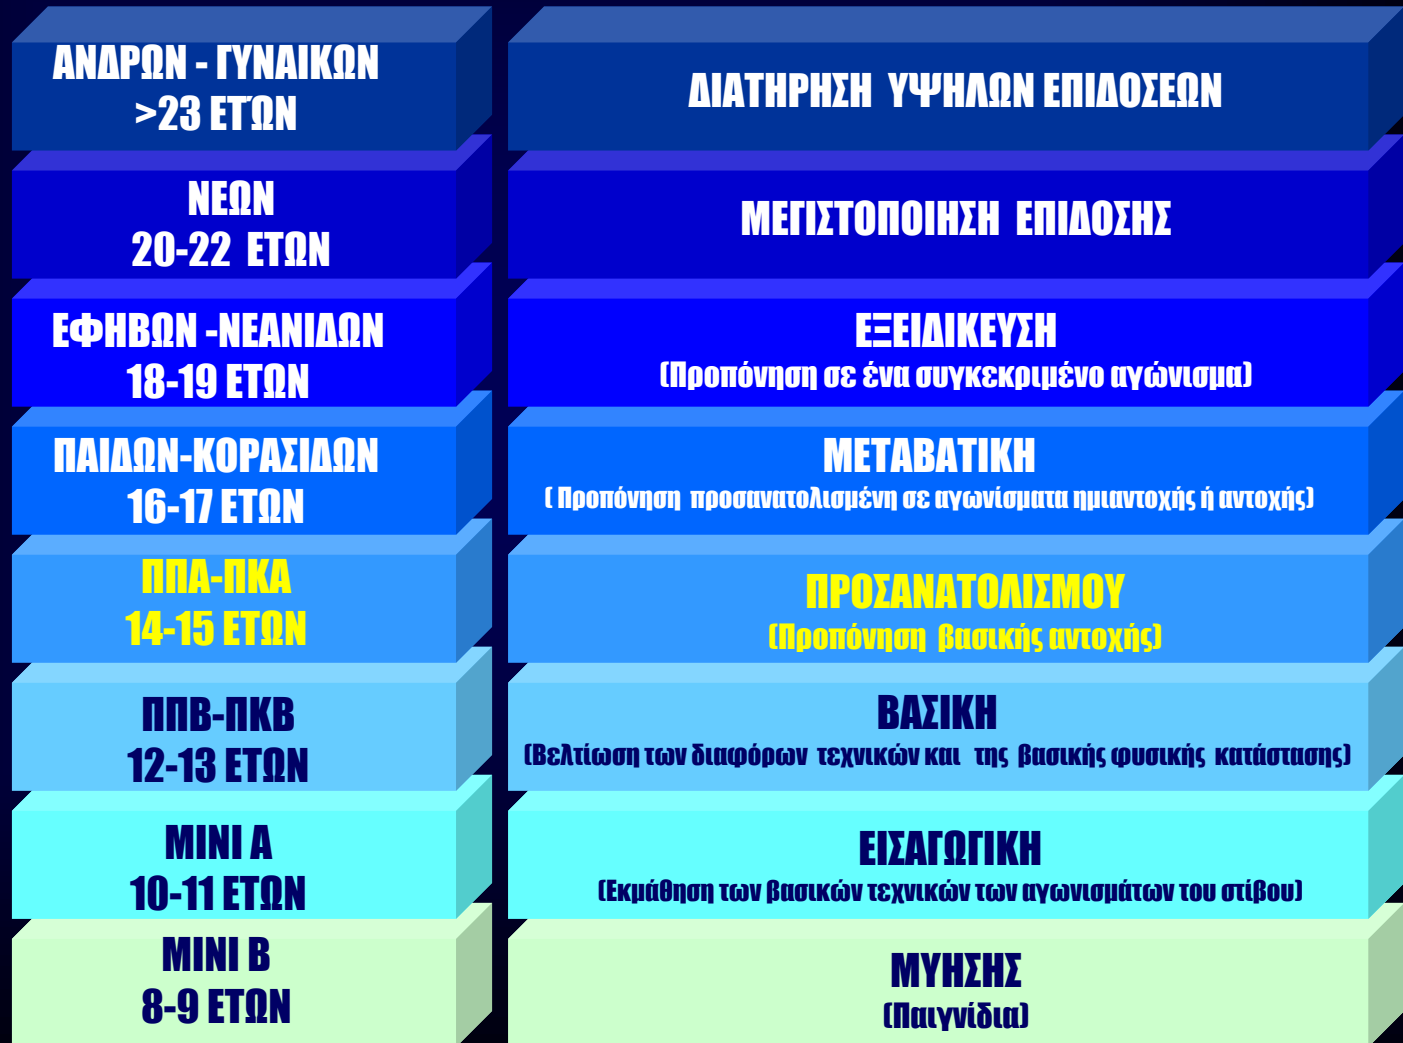 ΑΝΔΡΩΝ - ΓΥΝΑΙΚΩΝ
>23 ΕΤΏΝ
ΔΙΑΤΗΡΗΣΗ ΥΨΗΛΩΝ ΕΠΙΔΟΣΕΩΝ
ΝΕΩΝ
20-22 ΕΤΩΝ
ΜΕΓΙΣΤΟΠΟΙΗΣΗ ΕΠΙΔΟΣΗΣ
ΕΦΗΒΩΝ -ΝΕΑΝΙΔΩΝ
18-19 ΕΤΩΝ
ΕΞΕΙΔΙΚΕΥΣΗ
(Προπόνηση σε ένα συγκεκριμένο αγώνισμα)
ΠΑΙΔΩΝ-ΚΟΡΑΣΙΔΩΝ
16-17 ΕΤΩΝ
ΜΕΤΑΒΑΤΙΚΗ
( Προπόνηση προσανατολισμένη σε αγωνίσματα ημιαντοχής ή αντοχής)
ΠΠΑ-ΠΚΑ
14-15 ΕΤΩΝ
ΠΡΟΣΑΝΑΤΟΛΙΣΜΟΥ
(Προπόνηση βασικής αντοχής)
ΠΠΒ-ΠΚΒ
12-13 ΕΤΩΝ
ΒΑΣΙΚΗ
(Βελτίωση των διαφόρων τεχνικών και της βασικής φυσικής κατάστασης)
ΜΙΝΙ Α
10-11 ΕΤΩΝ
ΕΙΣΑΓΩΓΙΚΗ
(Εκμάθηση των βασικών τεχνικών των αγωνισμάτων του στίβου)
ΜΙΝΙ Β
8-9 ΕΤΩΝ
ΜΥΗΣΗΣ
(Παιγνίδια)